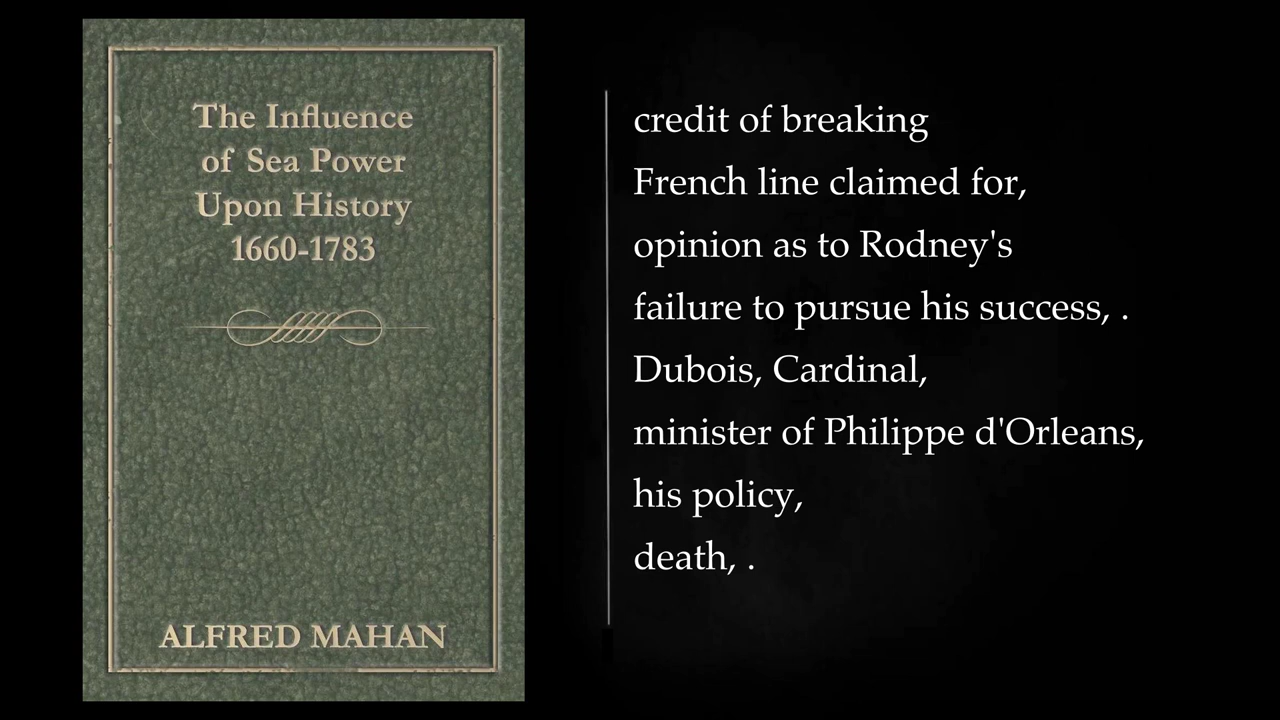 The Influence
of Sea Power
Upon History
1660-1783
ALFRED MAHAN
credit of breaking
French line claimed for,
opinion as to Rodney's
failure to pursue his success, .
Dubois, Cardinal,
minister of Philippe d'Orleans,
his policy,
death, .